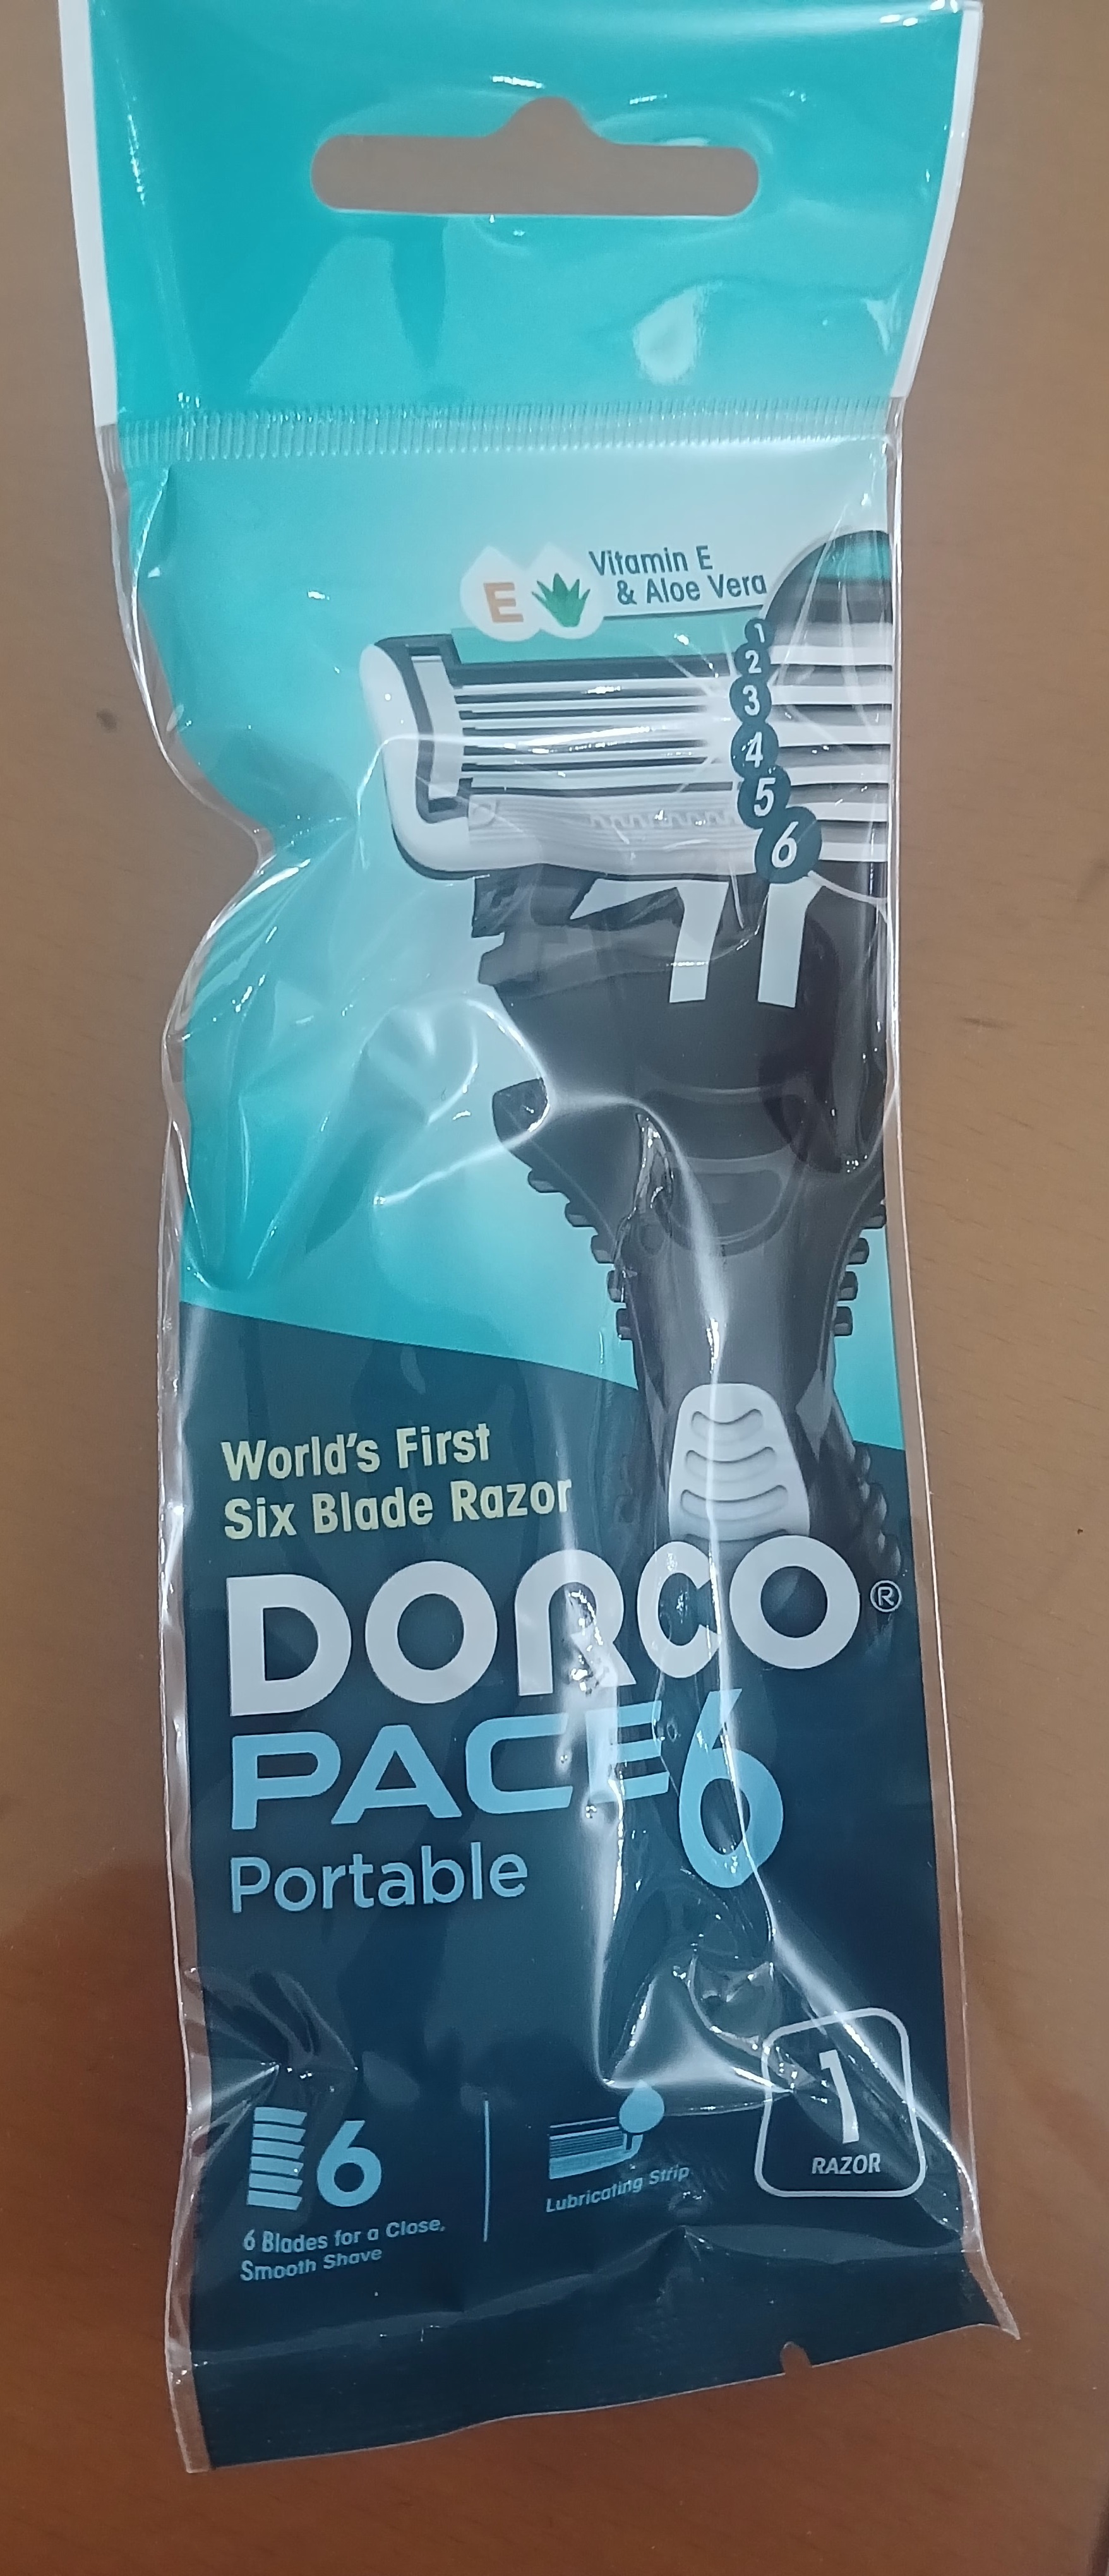 E
Vitamin E
& Aloe Vera
1
2
3
4
5
6
World's First
Six Blade Razor
DORCO®
PACE6
Portable
6
6 Blades for a Close,
Smooth Shave
Lubricating Strip
1
RAZOR